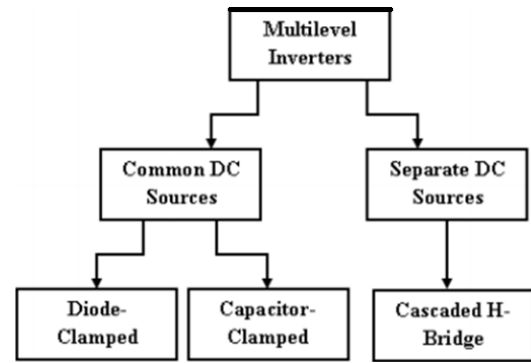 Multilevel
Inverters
Common DC
Sources
Separate DC
Sources
Diode-
Clamped
Capacitor-
Clamped
Cascaded H-
Bridge